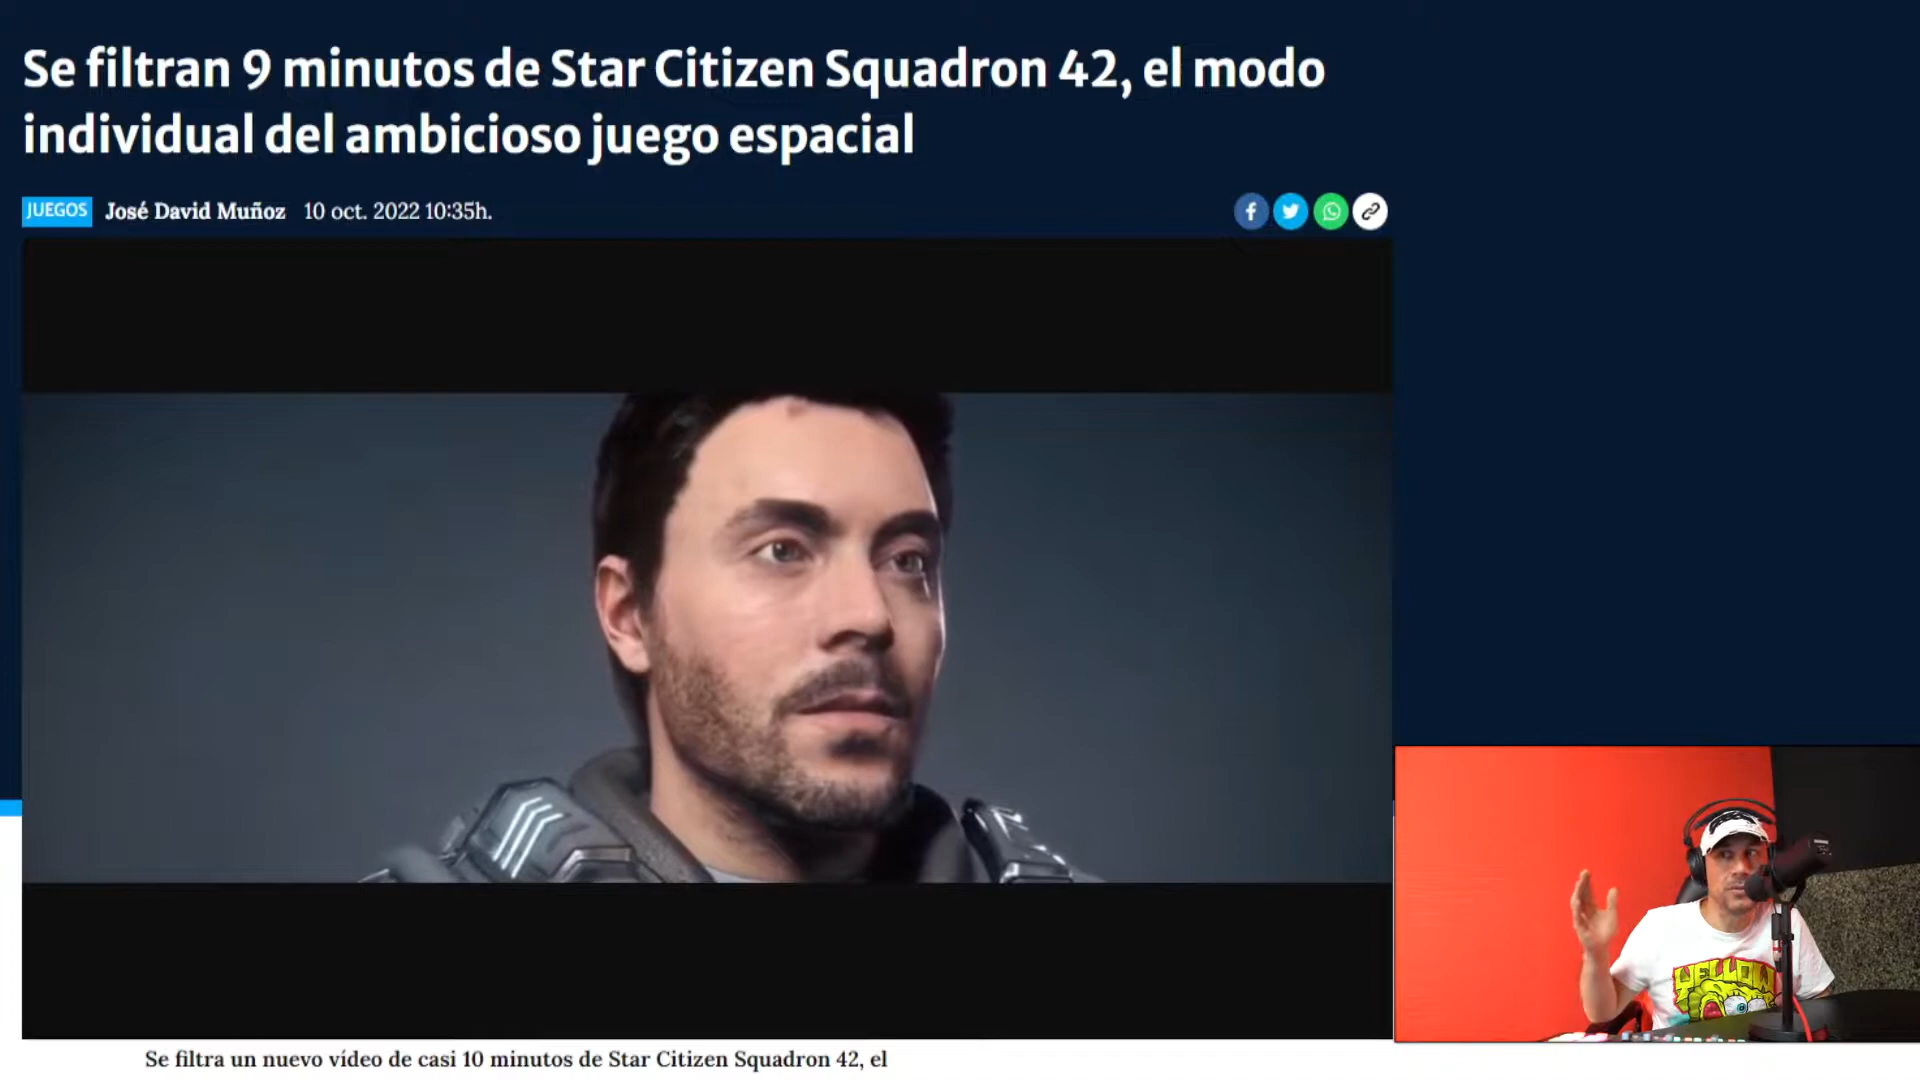 Se filtran 9 minutos de Star Citizen Squadron 42, el modo
individual del ambicioso juego espacial
JUEGOS José David Muñoz 10 oct. 2022 10:35h.
YELLOW
Se filtra un nuevo vídeo de casi 10 minutos de Star Citizen Squadron 42, el